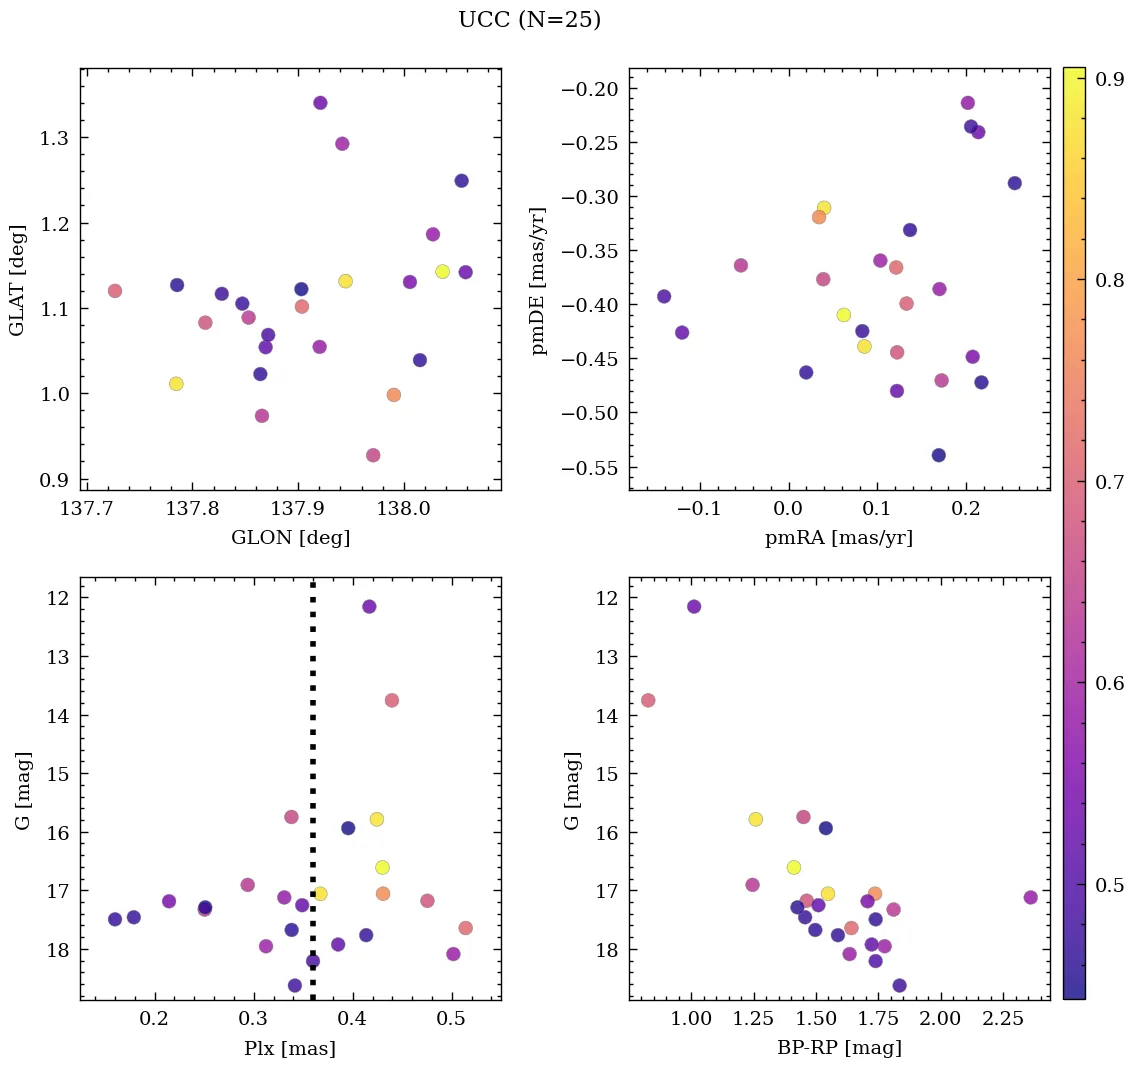 UCC (N=25)
1.3
1.2
1.1
1.0
0.9
GLAT [deg]
137.7 137.8 137.9 138.0
GLON [deg]
−0.20
−0.25
−0.30
−0.35
−0.40
−0.45
−0.50
−0.55
pmDE [mas/yr]
−0.1 0.0 0.1 0.2
pmRA [mas/yr]
0.9
0.8
0.7
0.6
0.5
12
13
14
15
16
17
18
G [mag]
0.2 0.3 0.4 0.5
Plx [mas]
12
13
14
15
16
17
18
G [mag]
1.00 1.25 1.50 1.75 2.00 2.25
BP-RP [mag]